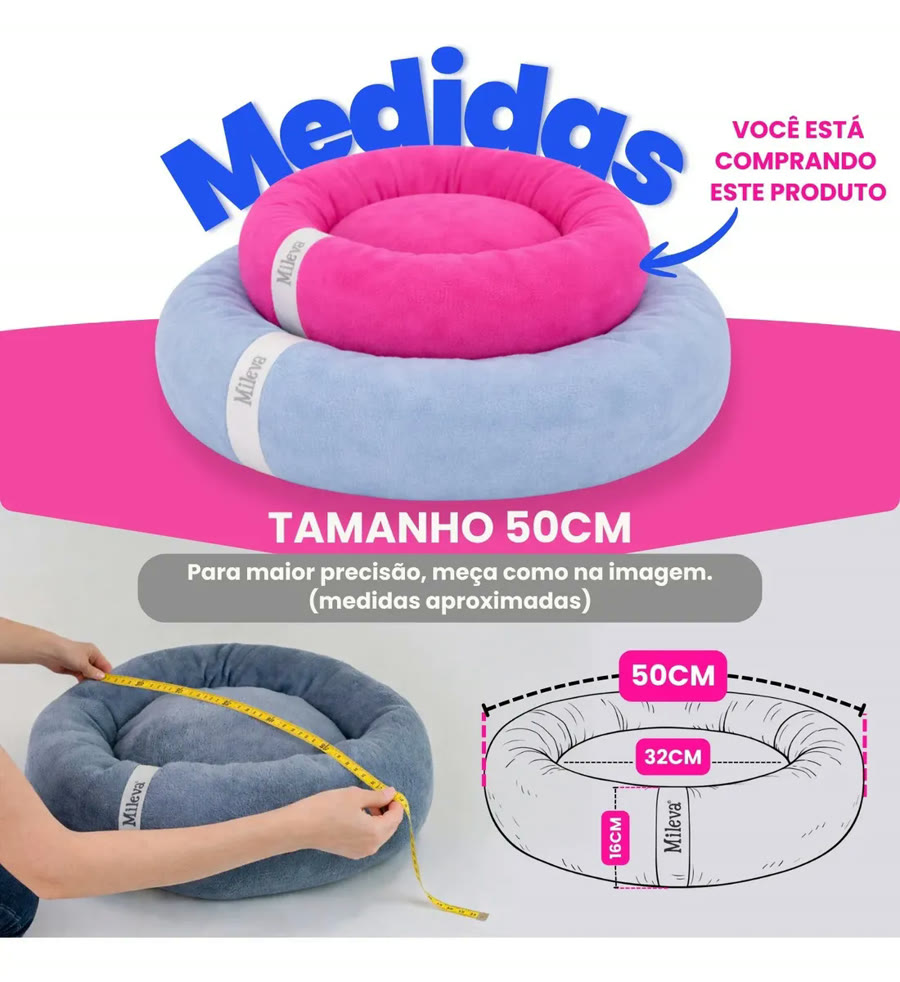 Medidas
VOCÊ ESTÁ
COMPRANDO
ESTE PRODUTO
Mileva
Mileva
TAMANHO 50CM
Para maior precisão, meça como na imagem.
(medidas aproximadas)
50CM
32CM
16CM
Mileva
Mileva